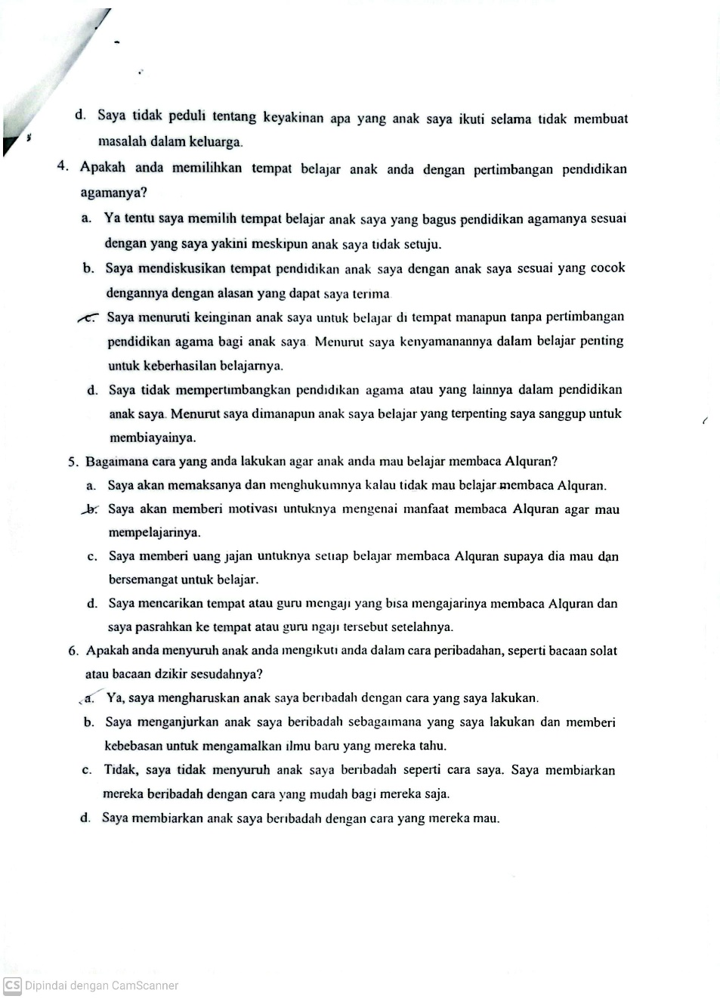 d. Saya tidak peduli tentang keyakinan apa yang anak saya ikuti selama tidak membuat
masalah dalam keluarga.
4. Apakah anda memilihkan tempat belajar anak anda dengan pertimbangan pendidikan
agamanya?
a. Ya tentu saya memilih tempat belajar anak saya yang bagus pendidikan agamanya sesuai
dengan yang saya yakini meskipun anak saya tidak setuju.
b. Saya mendiskusikan tempat pendidikan anak saya dengan anak saya sesuai yang cocok
dengannya dengan alasan yang dapat saya terima
c. Saya menuruti keinginan anak saya untuk belajar di tempat manapun tanpa pertimbangan
pendidikan agama bagi anak saya. Menurut saya kenyamanannya dalam belajar penting
untuk keberhasilan belajarnya.
d. Saya tidak mempertimbangkan pendidikan agama atau yang lainnya dalam pendidikan
anak saya. Menurut saya dimanapun anak saya belajar yang terpenting saya sanggup untuk
membiayainya.
5. Bagaimana cara yang anda lakukan agar anak anda mau belajar membaca Alquran?
a. Saya akan memaksanya dan menghukumnya kalau tidak mau belajar membaca Alquran.
b. Saya akan memberi motivasi untuknya mengenai manfaat membaca Alquran agar mau
mempelajarinya.
c. Saya memberi uang jajan untuknya setiap belajar membaca Alquran supaya dia mau dan
bersemangat untuk belajar.
d. Saya mencarikan tempat atau guru mengaji yang bisa mengajarinya membaca Alquran dan
saya pasrahkan ke tempat atau guru ngaji tersebut setelahnya.
6. Apakah anda menyuruh anak anda mengikuti anda dalam cara peribadahan, seperti bacaan solat
atau bacaan dzikir sesudahnya?
a. Ya, saya mengharuskan anak saya beribadah dengan cara yang saya lakukan.
b. Saya menganjurkan anak saya beribadah sebagaimana yang saya lakukan dan memberi
kebebasan untuk mengamalkan ilmu baru yang mereka tahu.
c. Tidak, saya tidak menyuruh anak saya beribadah seperti cara saya. Saya membiarkan
mereka beribadah dengan cara yang mudah bagi mereka saja.
d. Saya membiarkan anak saya beribadah dengan cara yang mereka mau.
CS Dipindai dengan CamScanner